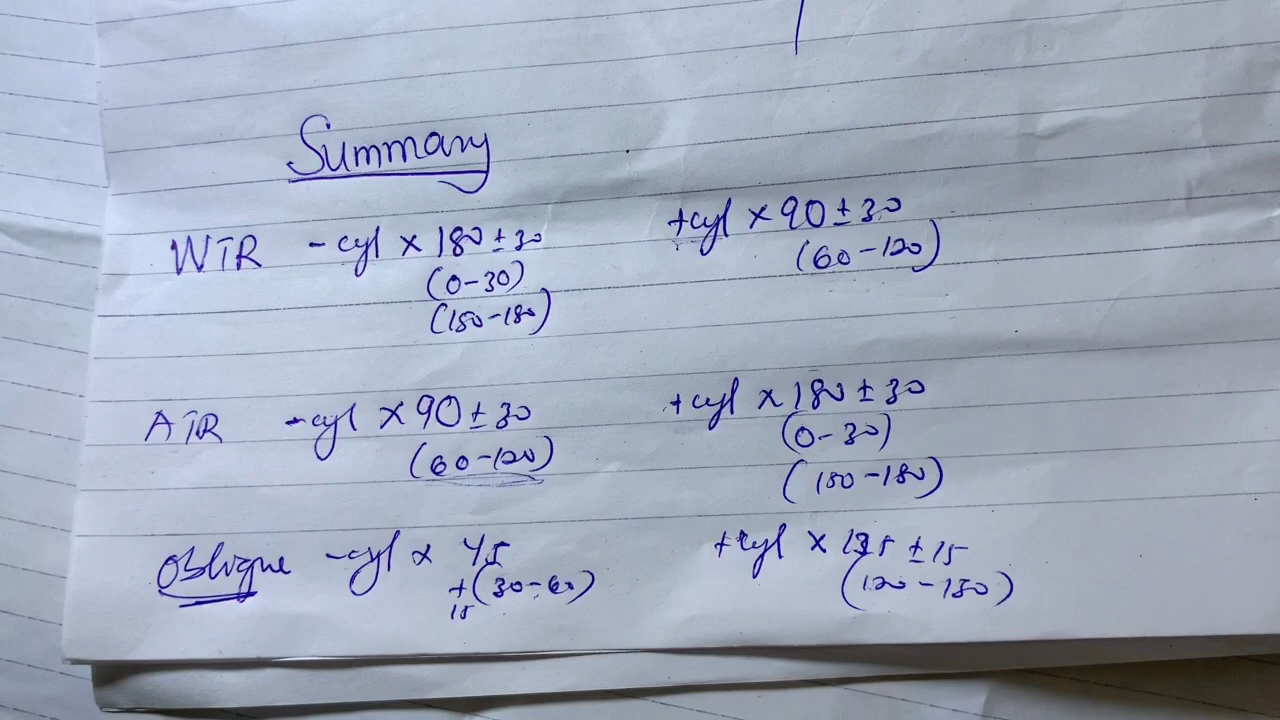 Summary
WTR -cyl × 180 ± 30 +cyl × 90 ± 30
(0-30) (60-120)
(150-180)
ATR -cyl × 90 ± 30 +cyl × 180 ± 30
(60-120) (0-30)
(150-180)
Oblique -cyl × 45 +cyl × 135 ± 15
±15 (30-60) (120-150)